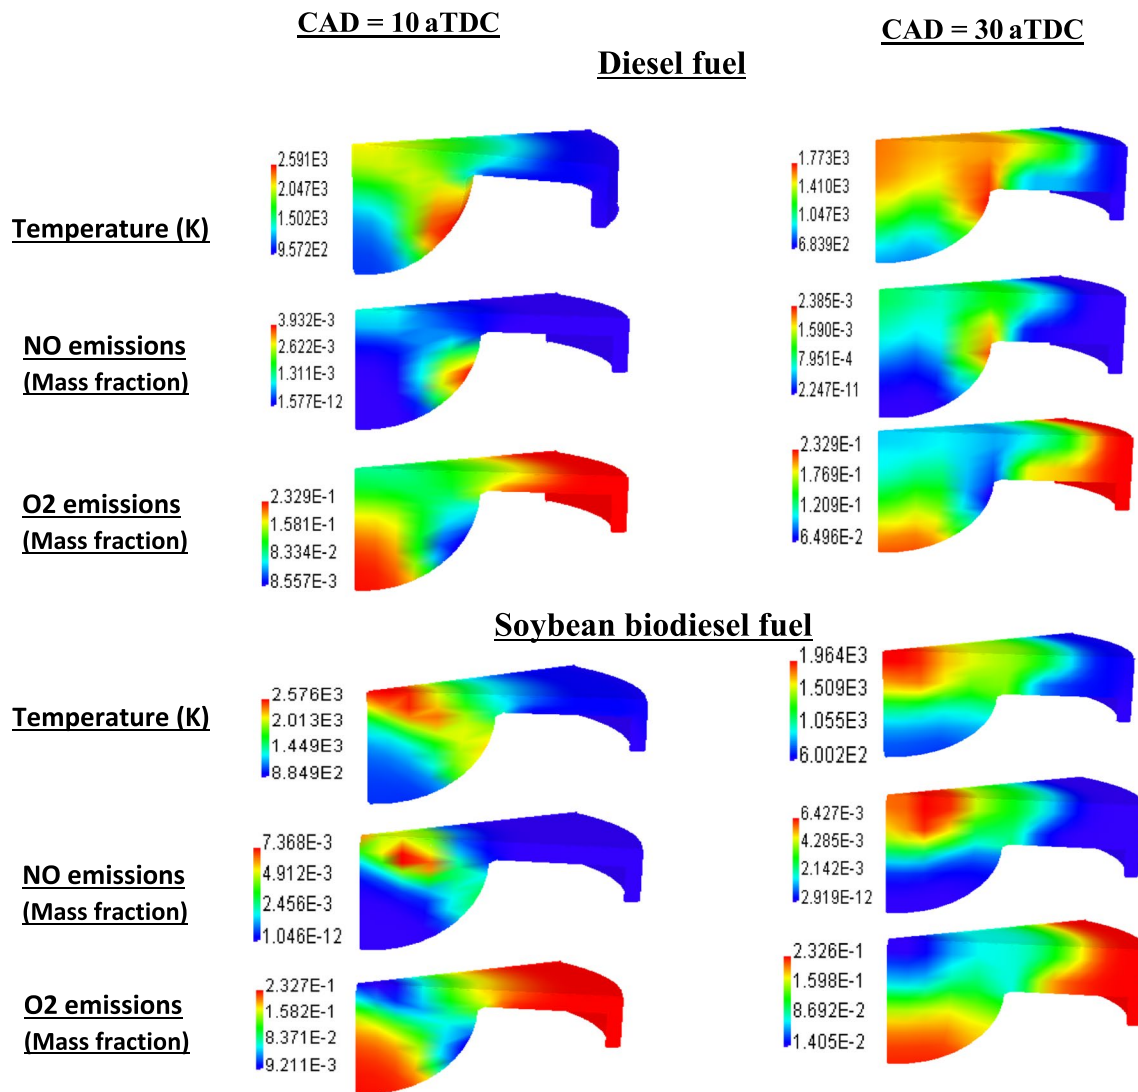 CAD = 10 aTDC
CAD = 30 aTDC
Diesel fuel
Temperature (K)
2.591E3
2.047E3
1.502E3
9.572E2
1.773E3
1.410E3
1.047E3
6.839E2
NO emissions
(Mass fraction)
3.932E-3
2.622E-3
1.311E-3
1.577E-12
2.385E-3
1.590E-3
7.951E-4
2.247E-11
O2 emissions
(Mass fraction)
2.329E-1
1.581E-1
8.334E-2
8.557E-3
2.329E-1
1.769E-1
1.209E-1
6.496E-2
Soybean biodiesel fuel
Temperature (K)
2.576E3
2.013E3
1.449E3
8.849E2
1.964E3
1.509E3
1.055E3
6.002E2
NO emissions
(Mass fraction)
7.368E-3
4.912E-3
2.456E-3
1.046E-12
6.427E-3
4.285E-3
2.142E-3
2.919E-12
O2 emissions
(Mass fraction)
2.327E-1
1.582E-1
8.371E-2
9.211E-3
2.326E-1
1.598E-1
8.692E-2
1.405E-2